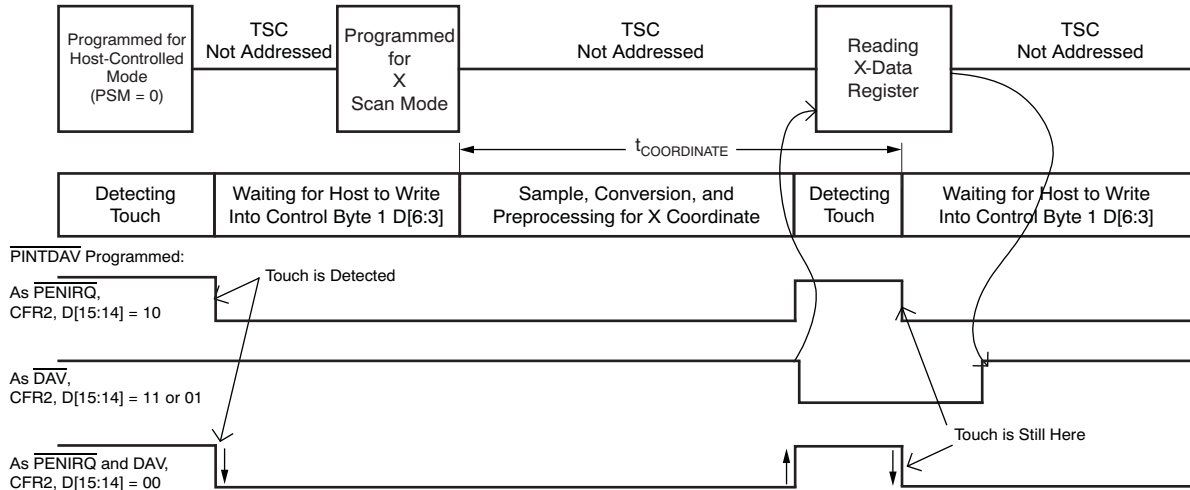 Programmed for
Host-Controlled
Mode
(PSM = 0)
TSC
Not Addressed
Programmed
for
X
Scan Mode
TSC
Not Addressed
Reading
X-Data
Register
TSC
Not Addressed
tCOORDINATE
Detecting
Touch
Waiting for Host to Write
Into Control Byte 1 D[6:3]
Sample, Conversion, and
Preprocessing for X Coordinate
Detecting
Touch
Waiting for Host to Write
Into Control Byte 1 D[6:3]
PINTDAV Programmed:
Touch is Detected
As PENIRQ,
CFR2, D[15:14] = 10
As DAV,
CFR2, D[15:14] = 11 or 01
Touch is Still Here
As PENIRQ and DAV,
CFR2, D[15:14] = 00